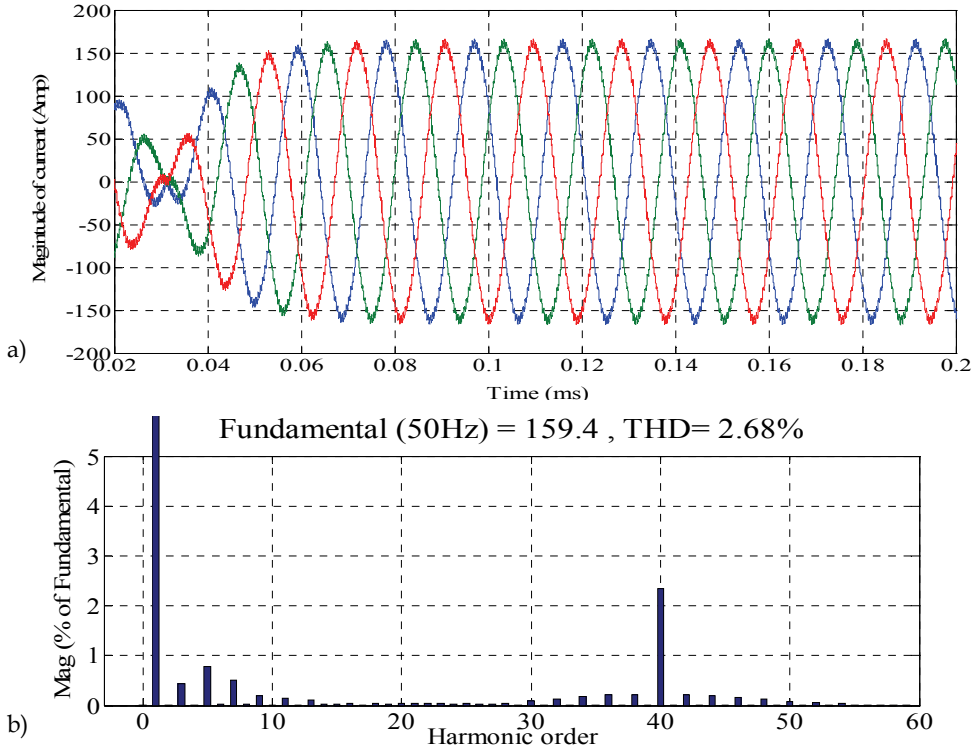 200
150
100
50
0
-50
-100
-150
-200
Magnitude of current (Amp)
0.02 0.04 0.06 0.08 0.1 0.12 0.14 0.16 0.18 0.2
Time (ms)
a)
Fundamental (50Hz) = 159.4 , THD= 2.68%
5
4
3
2
1
0
Mag (% of Fundamental)
0 10 20 30 40 50 60
Harmonic order
b)